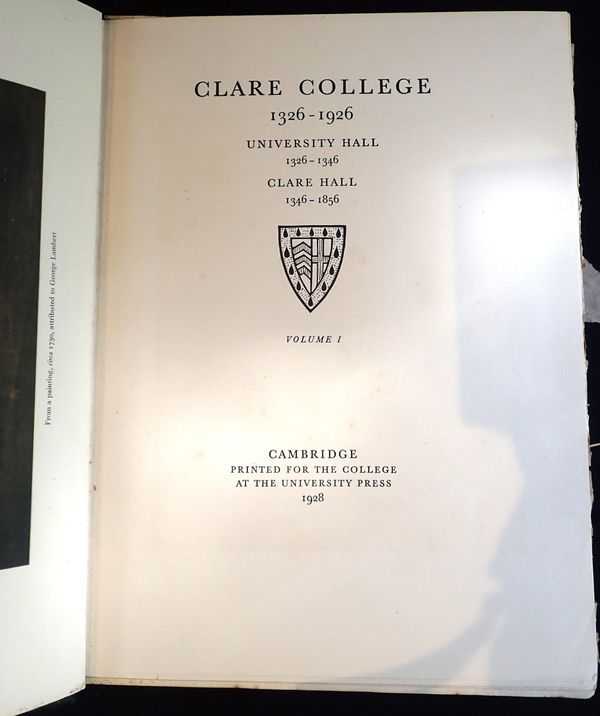 From a painting, circa 1730, attributed to George Lambert
CLARE COLLEGE
1326-1926
UNIVERSITY HALL
1326-1346
CLARE HALL
1346-1856
VOLUME I
CAMBRIDGE
PRINTED FOR THE COLLEGE
AT THE UNIVERSITY PRESS
1928